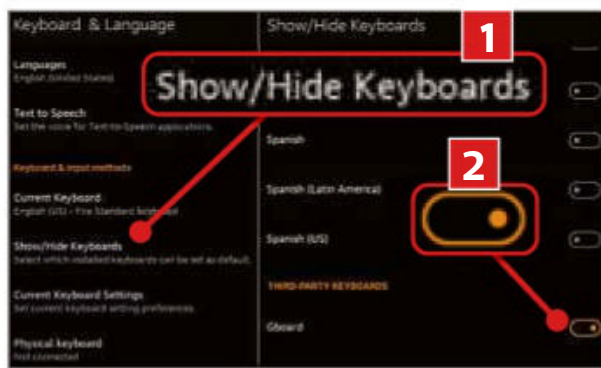 Keyboard & Language
Languages
English (United States)
Text to Speech
Set the voice for Text-to-Speech applications.
Keyboard & input methods
Current Keyboard
English (US) - Fire Standard Keyboard
Show/Hide Keyboards
Select which installed keyboards can be set as default.
Current Keyboard Settings
Set current keyboard setting preferences.
Physical keyboard
Not connected
Show/Hide Keyboards
1
Show/Hide Keyboards
Spanish
Spanish (Latin America)
2
Spanish (US)
THIRD-PARTY KEYBOARDS
Gboard